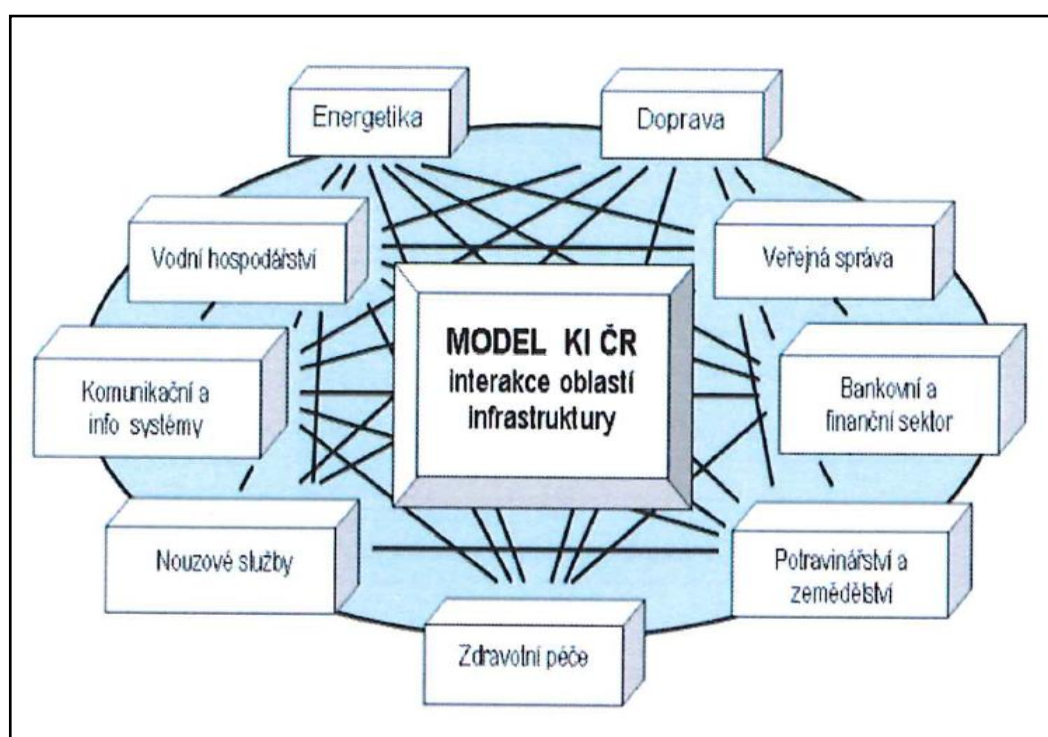 Energetika
Doprava
Vodní hospodářství
Veřejná správa
MODEL KI ČR
interakce oblastí
infrastruktury
Komunikační a
info systémy
Bankovní a
finanční sektor
Nouzové služby
Potravinářství a
zemědělství
Zdravotní péče